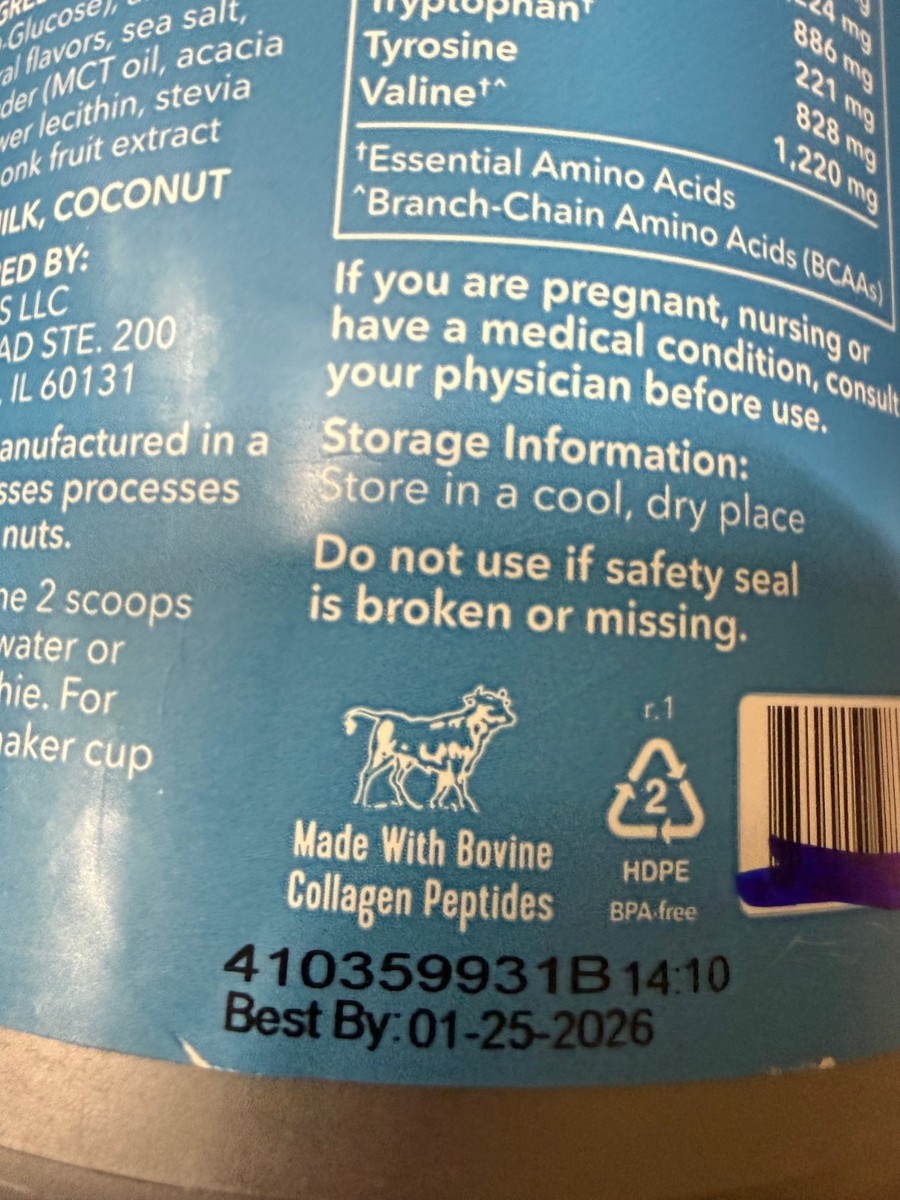 -Glucose),
al flavors, sea salt,
der (MCT oil, acacia
wer lecithin, stevia
onk fruit extract
ILK, COCONUT
ED BY:
S LLC
AD STE. 200
, IL 60131
anufactured in a
sses processes
nuts.
ne 2 scoops
water or
hie. For
aker cup
Tryptophan†
Tyrosine
Valine†^
24 mg
886 mg
221 mg
828 mg
1,220 mg
†Essential Amino Acids
^Branch-Chain Amino Acids (BCAAs)
If you are pregnant, nursing or
have a medical condition, consult
your physician before use.
Storage Information:
Store in a cool, dry place
Do not use if safety seal
is broken or missing.
Made With Bovine
Collagen Peptides
r.1
2
HDPE
BPA-free
410359931B 14:10
Best By: 01-25-2026